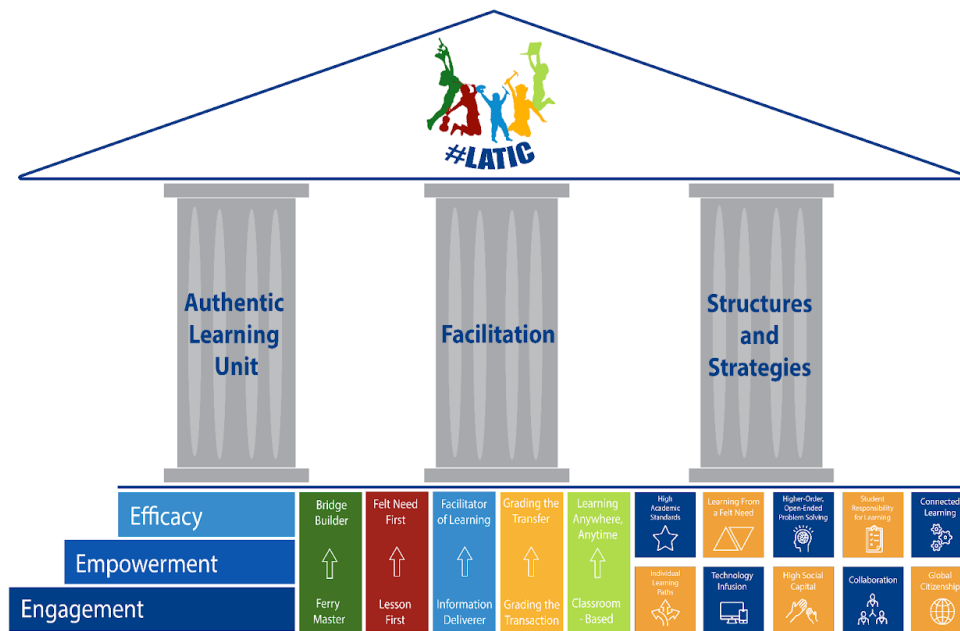 #LATIC
Authentic
Learning
Unit
Facilitation
Structures
and
Strategies
Efficacy
Empowerment
Engagement
Bridge
Builder
Ferry
Master
Felt Need
First
Lesson
First
Facilitator
of Learning
Information
Deliverer
Grading the
Transfer
Grading the
Transaction
Learning
Anywhere,
Anytime
Classroom
- Based
High
Academic
Standards
Learning From
a Felt Need
Higher-Order,
Open-Ended
Problem Solving
Student
Responsibility
for Learning
Connected
Learning
Individual
Learning
Paths
Technology
Infusion
High Social
Capital
Collaboration
Global
Citizenship